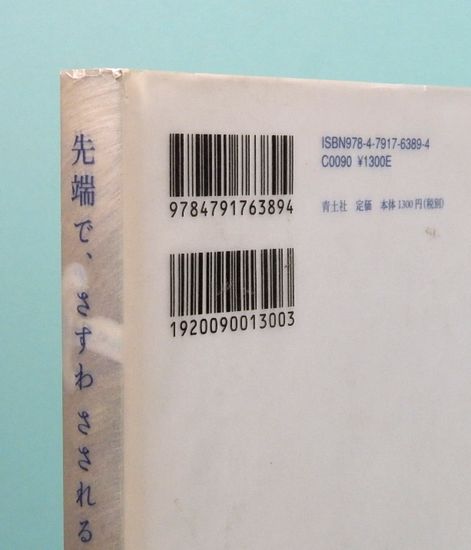 先端で、さすわ さされる
ISBN978-4-7917-6389-4
C0090 ¥1300E
青土社 定価 本体1300円(税別)
9784791763894
1920090013003